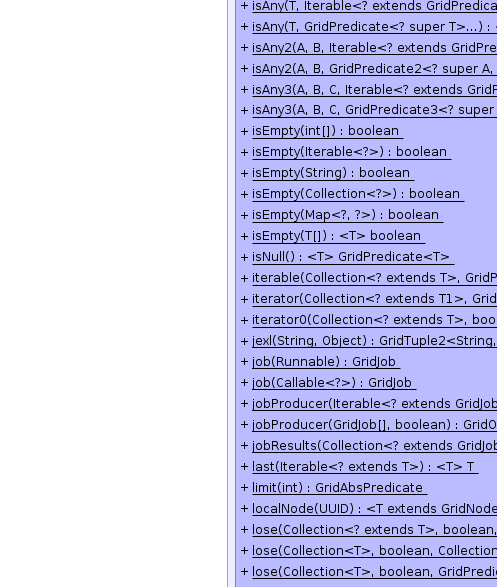 + isAny(T, Iterable<? extends GridPredica
+ isAny(T, GridPredicate<? super T>...) : <
+ isAny2(A, B, Iterable<? extends GridPre
+ isAny2(A, B, GridPredicate2<? super A,
+ isAny3(A, B, C, Iterable<? extends GridP
+ isAny3(A, B, C, GridPredicate3<? super
+ isEmpty(int[]) : boolean
+ isEmpty(Iterable<?>) : boolean
+ isEmpty(String) : boolean
+ isEmpty(Collection<?>) : boolean
+ isEmpty(Map<?, ?>) : boolean
+ isEmpty(T[]) : <T> boolean
+ isNull() : <T> GridPredicate<T>
+ iterable(Collection<? extends T>, GridP
+ iterator(Collection<? extends T1>, Grid
+ iterator0(Collection<? extends T>, boo
+ jexl(String, Object) : GridTuple2<String,
+ job(Runnable) : GridJob
+ job(Callable<?>) : GridJob
+ jobProducer(Iterable<? extends GridJob
+ jobProducer(GridJob[], boolean) : GridO
+ jobResults(Collection<? extends GridJob
+ last(Iterable<? extends T>) : <T> T
+ limit(int) : GridAbsPredicate
+ localNode(UUID) : <T extends GridNode
+ lose(Collection<? extends T>, boolean,
+ lose(Collection<T>, boolean, Collection
+ lose(Collection<T>, boolean, GridPredi